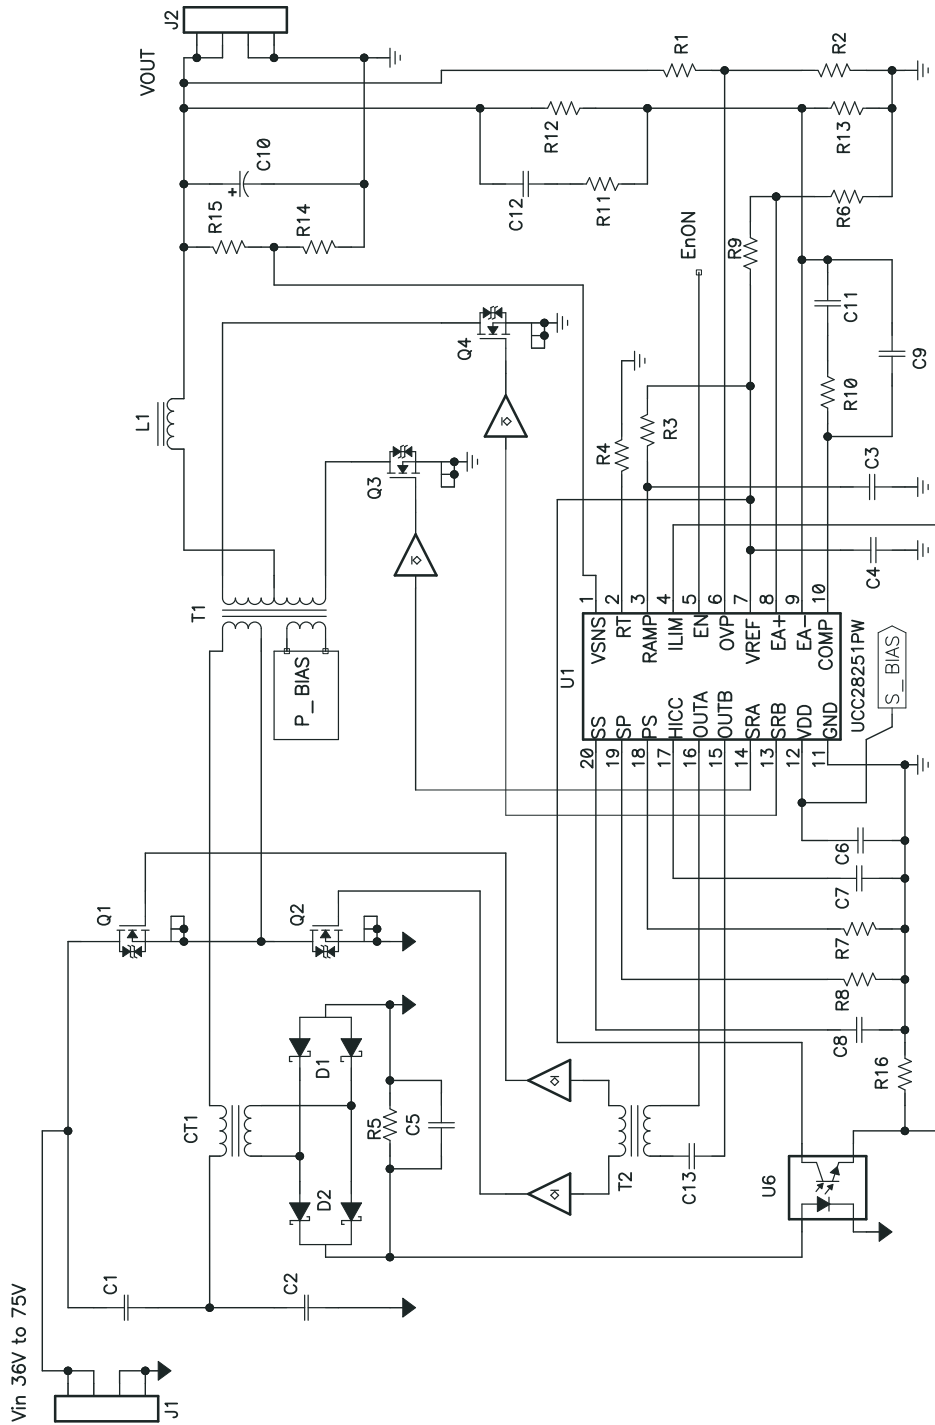 J2
VOUT
R1
R2
R12
R13
C10
R15
R14
C12
R11
R6
EnON
R9
C11
C9
R10
Q4
L1
R4
R3
Q3
C3
C4
T1
P_BIAS
U1
1
2
3
4
5
6
7
8
9
10
VSNS
RT
RAMP
ILIM
EN
OVP
VREF
EA+
EA-
COMP
SS
SP
PS
HICC
OUTA
OUTB
SRA
SRB
VDD
GND
20
19
18
17
16
15
14
13
12
11
UCC28251PW
S_BIAS
Q1
Q2
C6
C7
R7
R8
C8
R16
CT1
D1
D2
R5
C5
T2
C13
U6
C1
C2
Vin 36V to 75V
J1
+